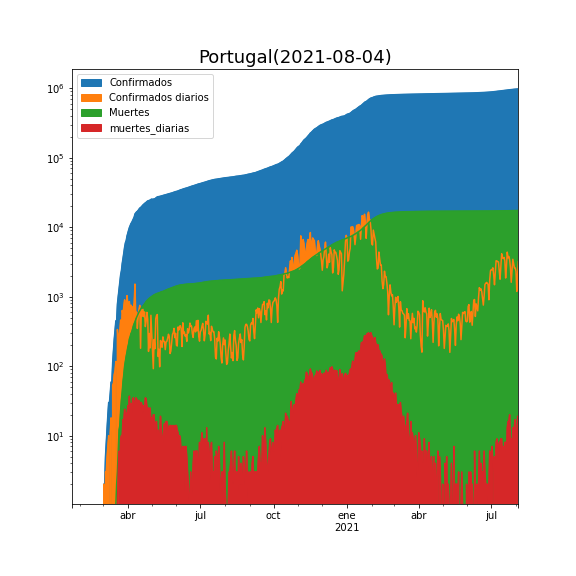 Portugal(2021-08-04)
Confirmados
Confirmados diarios
Muertes
muertes_diarias
10⁶
10⁵
10⁴
10³
10²
10¹
abr jul oct ene abr jul
2021